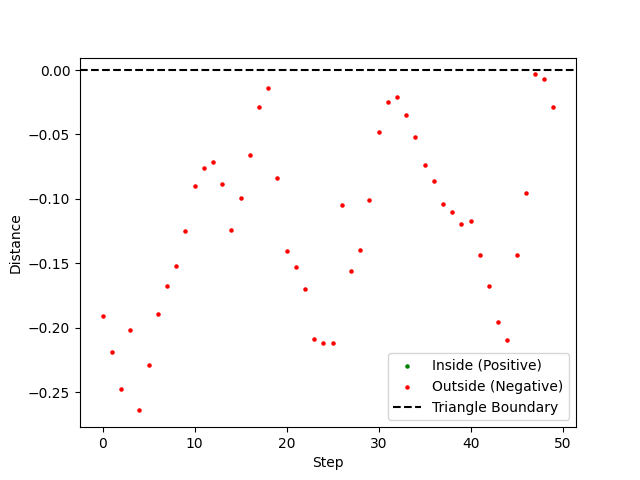 0.00
−0.05
−0.10
−0.15
−0.20
−0.25
Distance
Inside (Positive)
Outside (Negative)
Triangle Boundary
0 10 20 30 40 50
Step